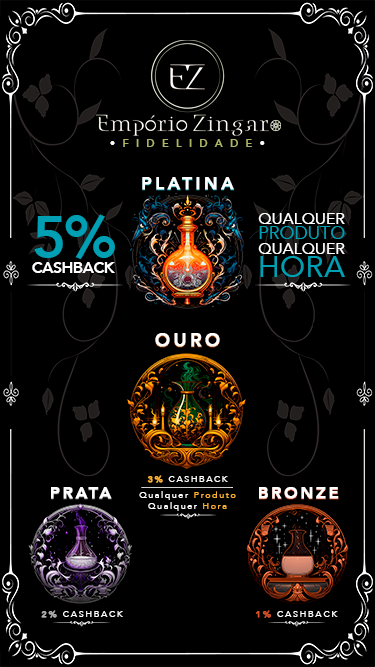 EZ
Empório Zingaro
• FIDELIDADE •
PLATINA
5%
CASHBACK
QUALQUER
PRODUTO
QUALQUER
HORA
OURO
3% CASHBACK
Qualquer Produto
Qualquer Hora
PRATA
2% CASHBACK
BRONZE
1% CASHBACK